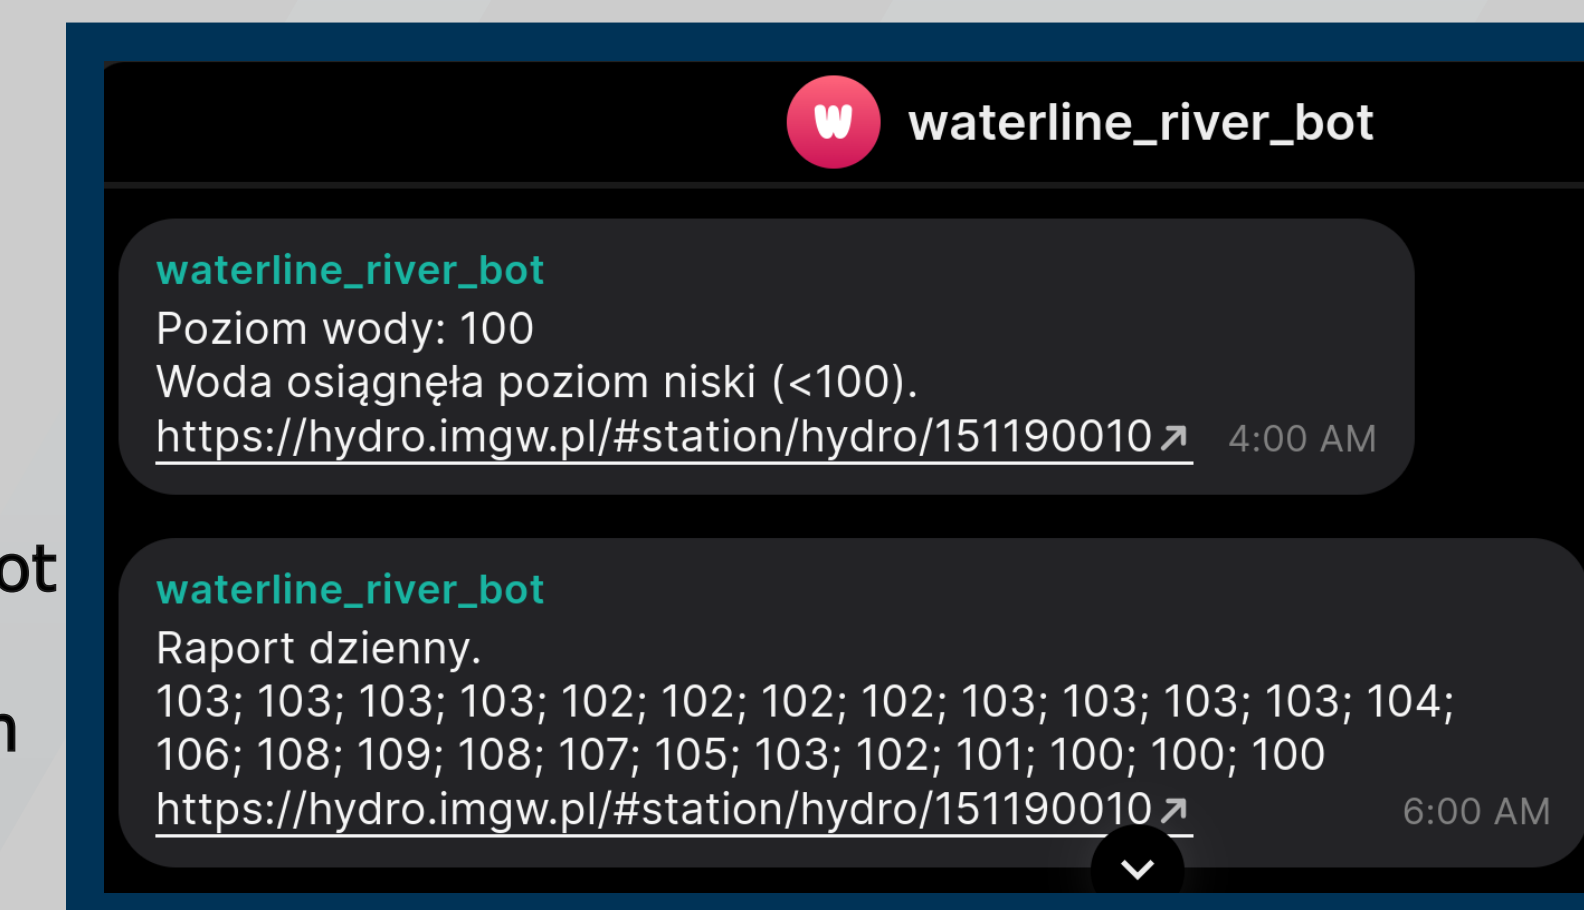 waterline_river_bot
waterline_river_bot
Poziom wody: 100
Woda osiągnęła poziom niski (<100).
https://hydro.imgw.pl/#station/hydro/151190010
4:00 AM
ot
waterline_river_bot
Raport dzienny.
103; 103; 103; 103; 102; 102; 102; 102; 103; 103; 103; 103; 104;
106; 108; 109; 108; 107; 105; 103; 102; 101; 100; 100; 100
https://hydro.imgw.pl/#station/hydro/151190010
6:00 AM